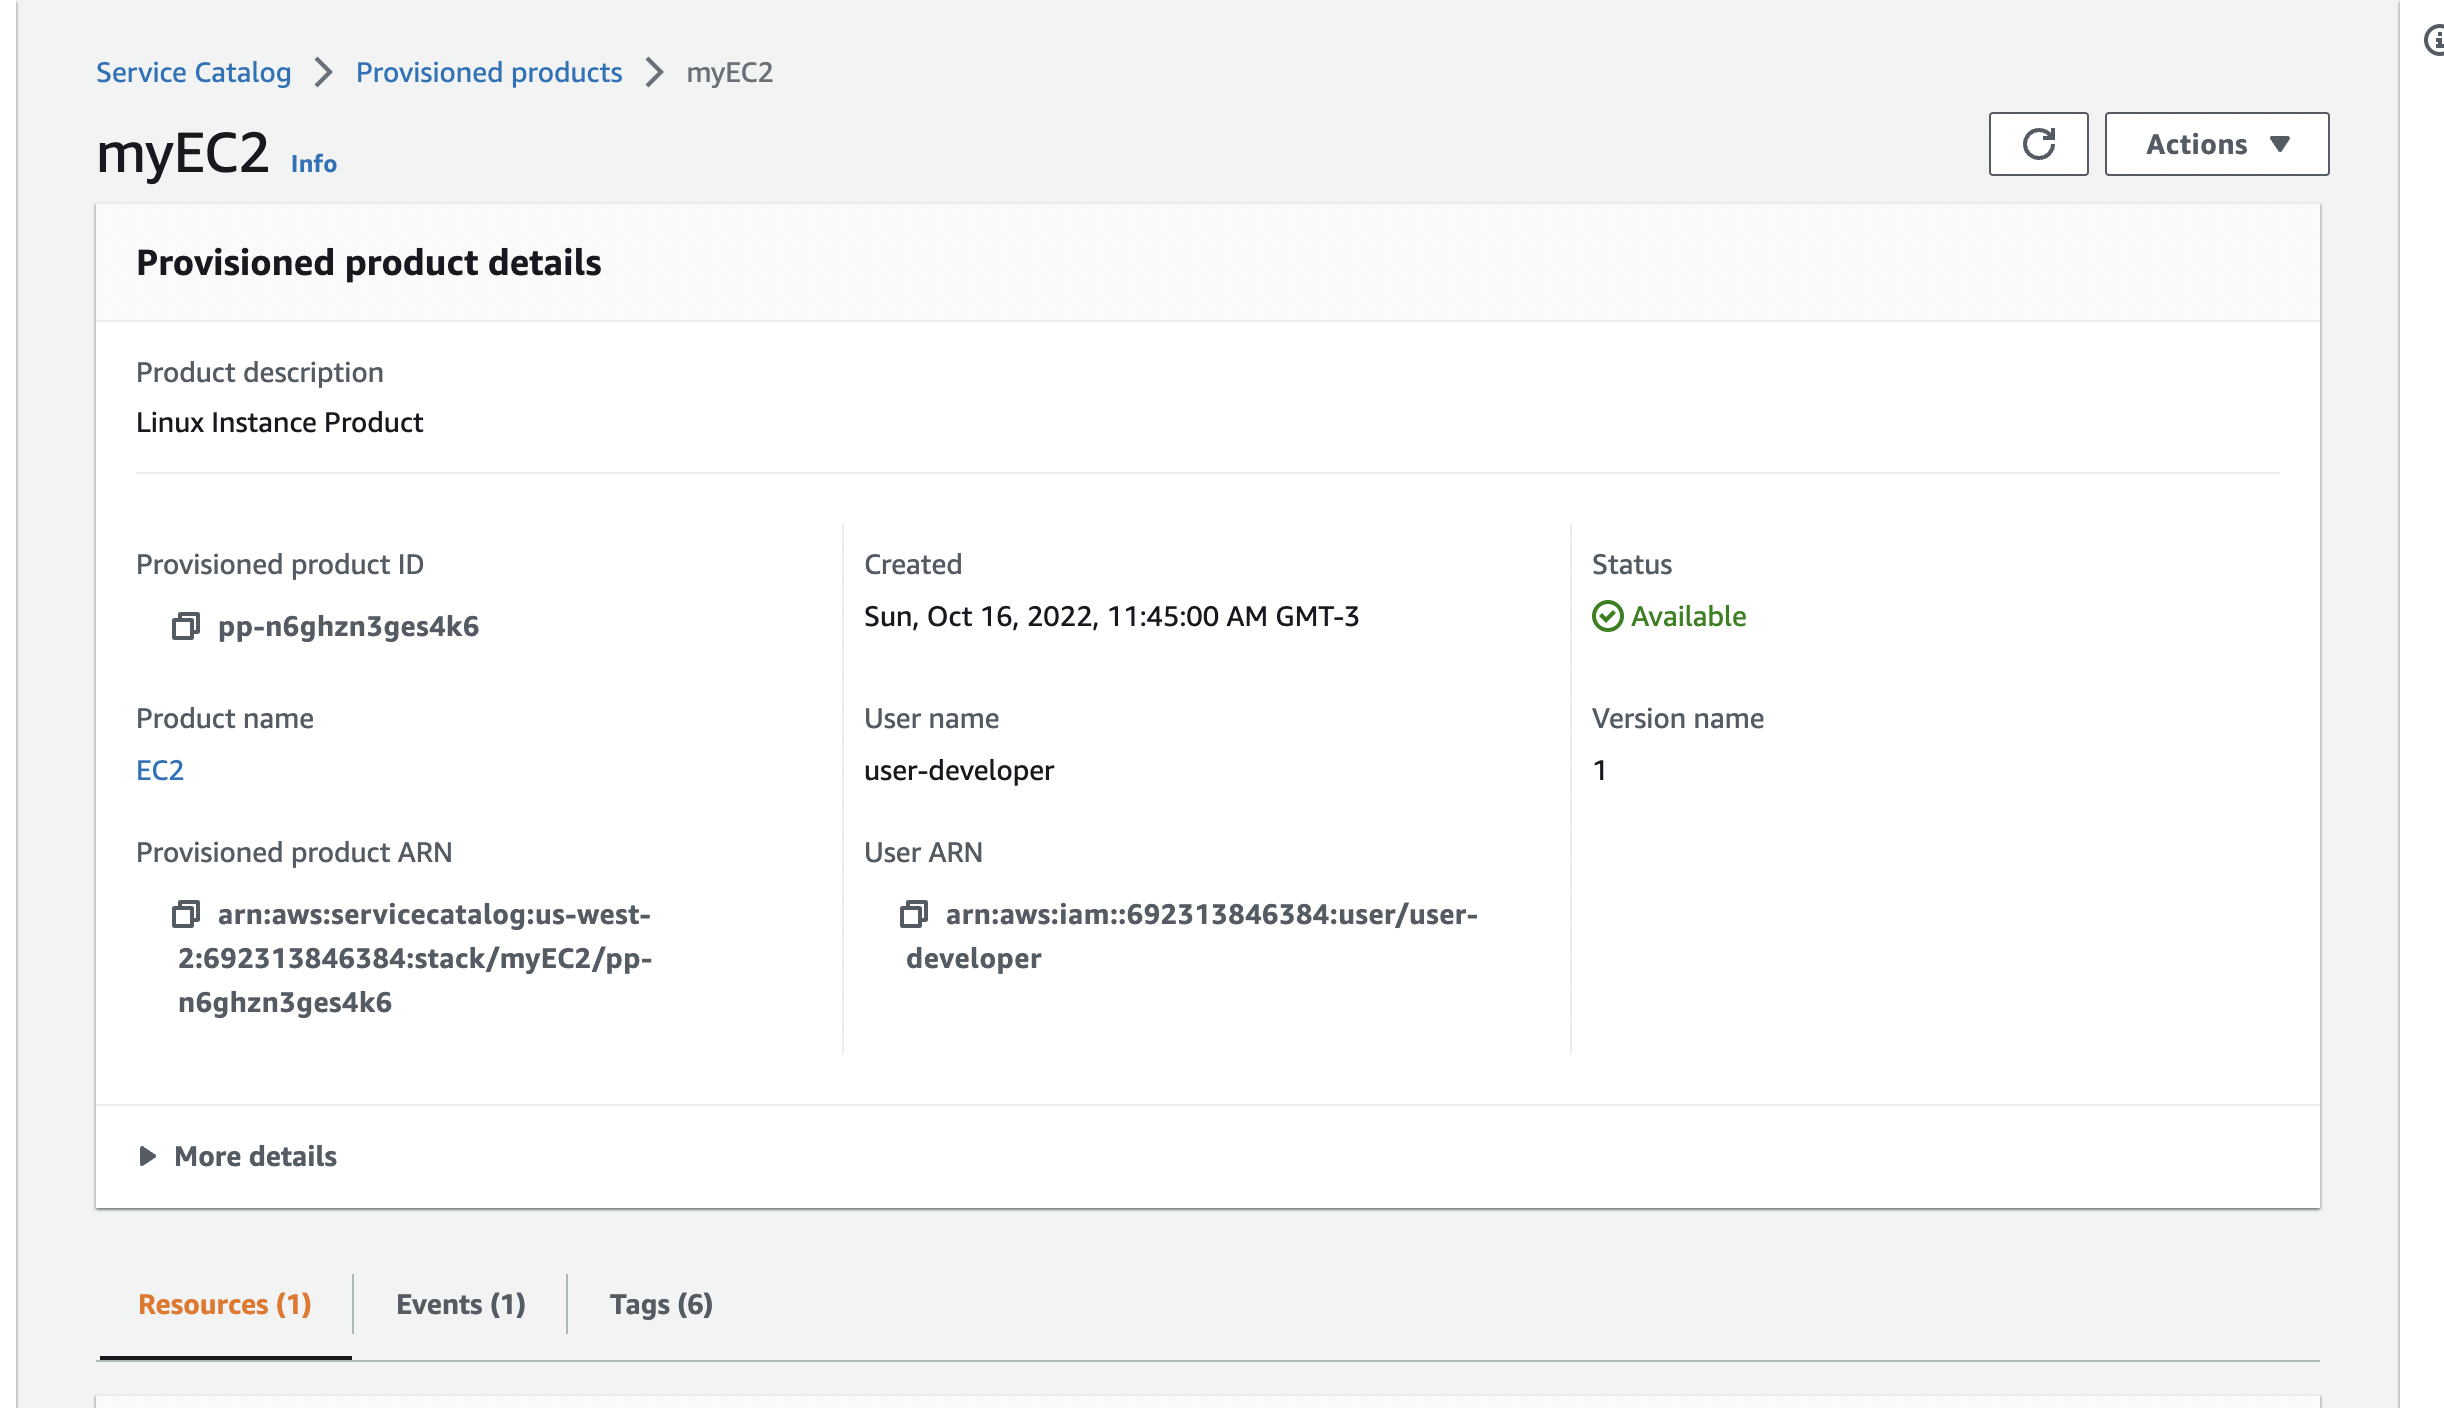 Service Catalog > Provisioned products > myEC2
myEC2 Info
Actions
Provisioned product details
Product description
Linux Instance Product
Provisioned product ID
pp-n6ghzn3ges4k6
Product name
EC2
Provisioned product ARN
arn:aws:servicecatalog:us-west-
2:692313846384:stack/myEC2/pp-
n6ghzn3ges4k6
Created
Sun, Oct 16, 2022, 11:45:00 AM GMT-3
User name
user-developer
User ARN
arn:aws:iam::692313846384:user/user-
developer
Status
Available
Version name
1
More details
Resources (1)
Events (1)
Tags (6)